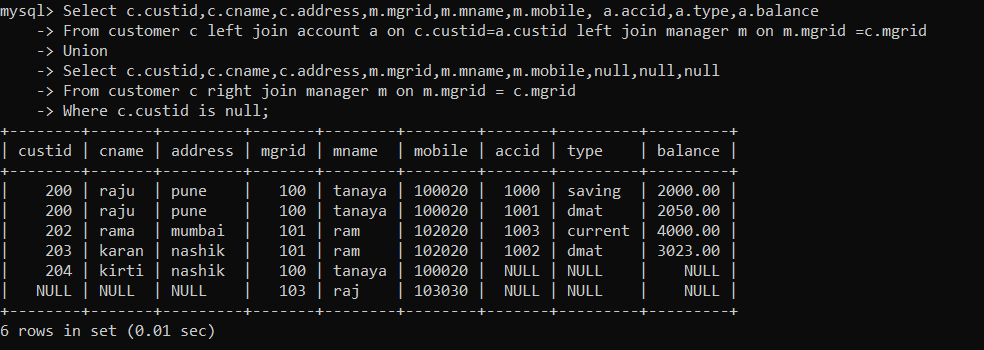 mysql> Select c.custid,c.cname,c.address,m.mgrid,m.mname,m.mobile, a.accid,a.type,a.balance
    -> From customer c left join account a on c.custid=a.custid left join manager m on m.mgrid =c.mgrid
    -> Union
    -> Select c.custid,c.cname,c.address,m.mgrid,m.mname,m.mobile,null,null,null
    -> From customer c right join manager m on m.mgrid = c.mgrid
    -> Where c.custid is null;
+--------+-------+---------+-------+--------+--------+-------+---------+---------+
| custid | cname | address | mgrid | mname  | mobile | accid | type    | balance |
+--------+-------+---------+-------+--------+--------+-------+---------+---------+
|    200 | raju  | pune    |   100 | tanaya | 100020 |  1000 | saving  | 2000.00 |
|    200 | raju  | pune    |   100 | tanaya | 100020 |  1001 | dmat    | 2050.00 |
|    202 | rama  | mumbai  |   101 | ram    | 102020 |  1003 | current | 4000.00 |
|    203 | karan | nashik  |   101 | ram    | 102020 |  1002 | dmat    | 3023.00 |
|    204 | kirti | nashik  |   100 | tanaya | 100020 |  NULL | NULL    |    NULL |
|   NULL | NULL  | NULL    |   103 | raj    | 103030 |  NULL | NULL    |    NULL |
+--------+-------+---------+-------+--------+--------+-------+---------+---------+
6 rows in set (0.01 sec)